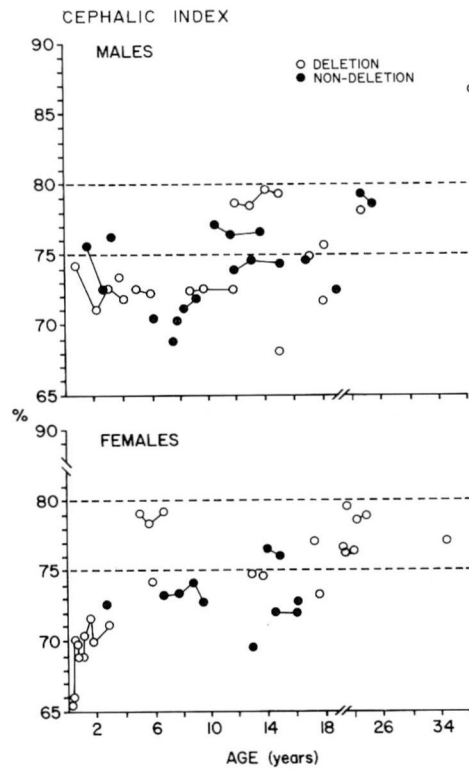 CEPHALIC INDEX
MALES
○ DELETION
● NON-DELETION
90
85
80
75
70
65
%
90
FEMALES
80
75
70
65
2 6 10 14 18 24 34
AGE (years)